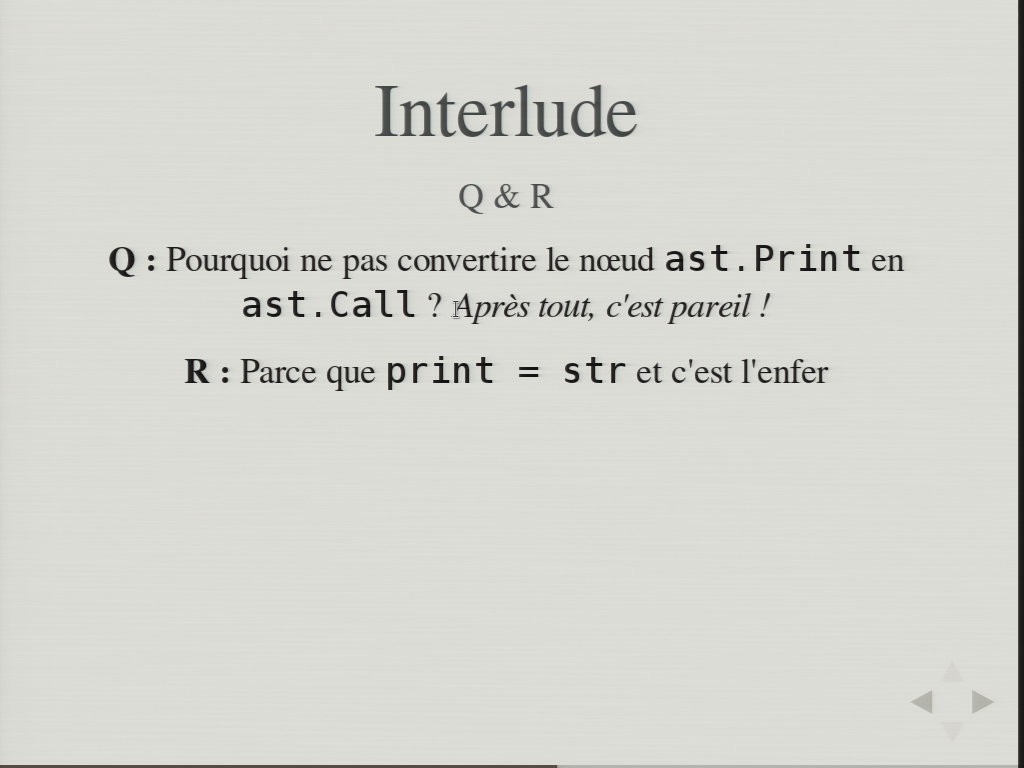 Interlude
Q & R
Q : Pourquoi ne pas convertire le nœud ast.Print en
ast.Call ? Après tout, c'est pareil !
R : Parce que print = str et c'est l'enfer